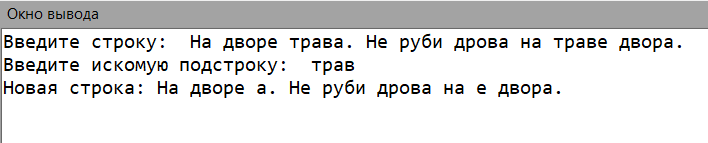 Окно вывода
Введите строку:  На дворе трава. Не руби дрова на траве двора.
Введите искомую подстроку:  трав
Новая строка: На дворе а. Не руби дрова на е двора.